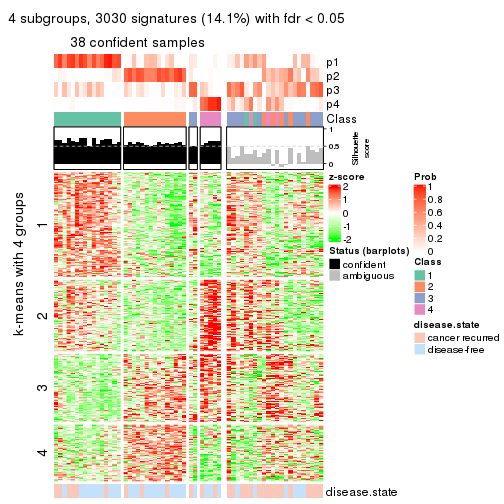 4 subgroups, 3030 signatures (14.1%) with fdr < 0.05
38 confident samples
p1
p2
p3
p4
Class
1
0.5
0
Silhouette
score
k-means with 4 groups
1
2
3
4
z-score
2
1
0
-1
-2
Status (barplots)
confident
ambiguous
Prob
1
0.8
0.6
0.4
0.2
0
Class
1
2
3
4
disease.state
cancer recurred
disease-free
disease.state